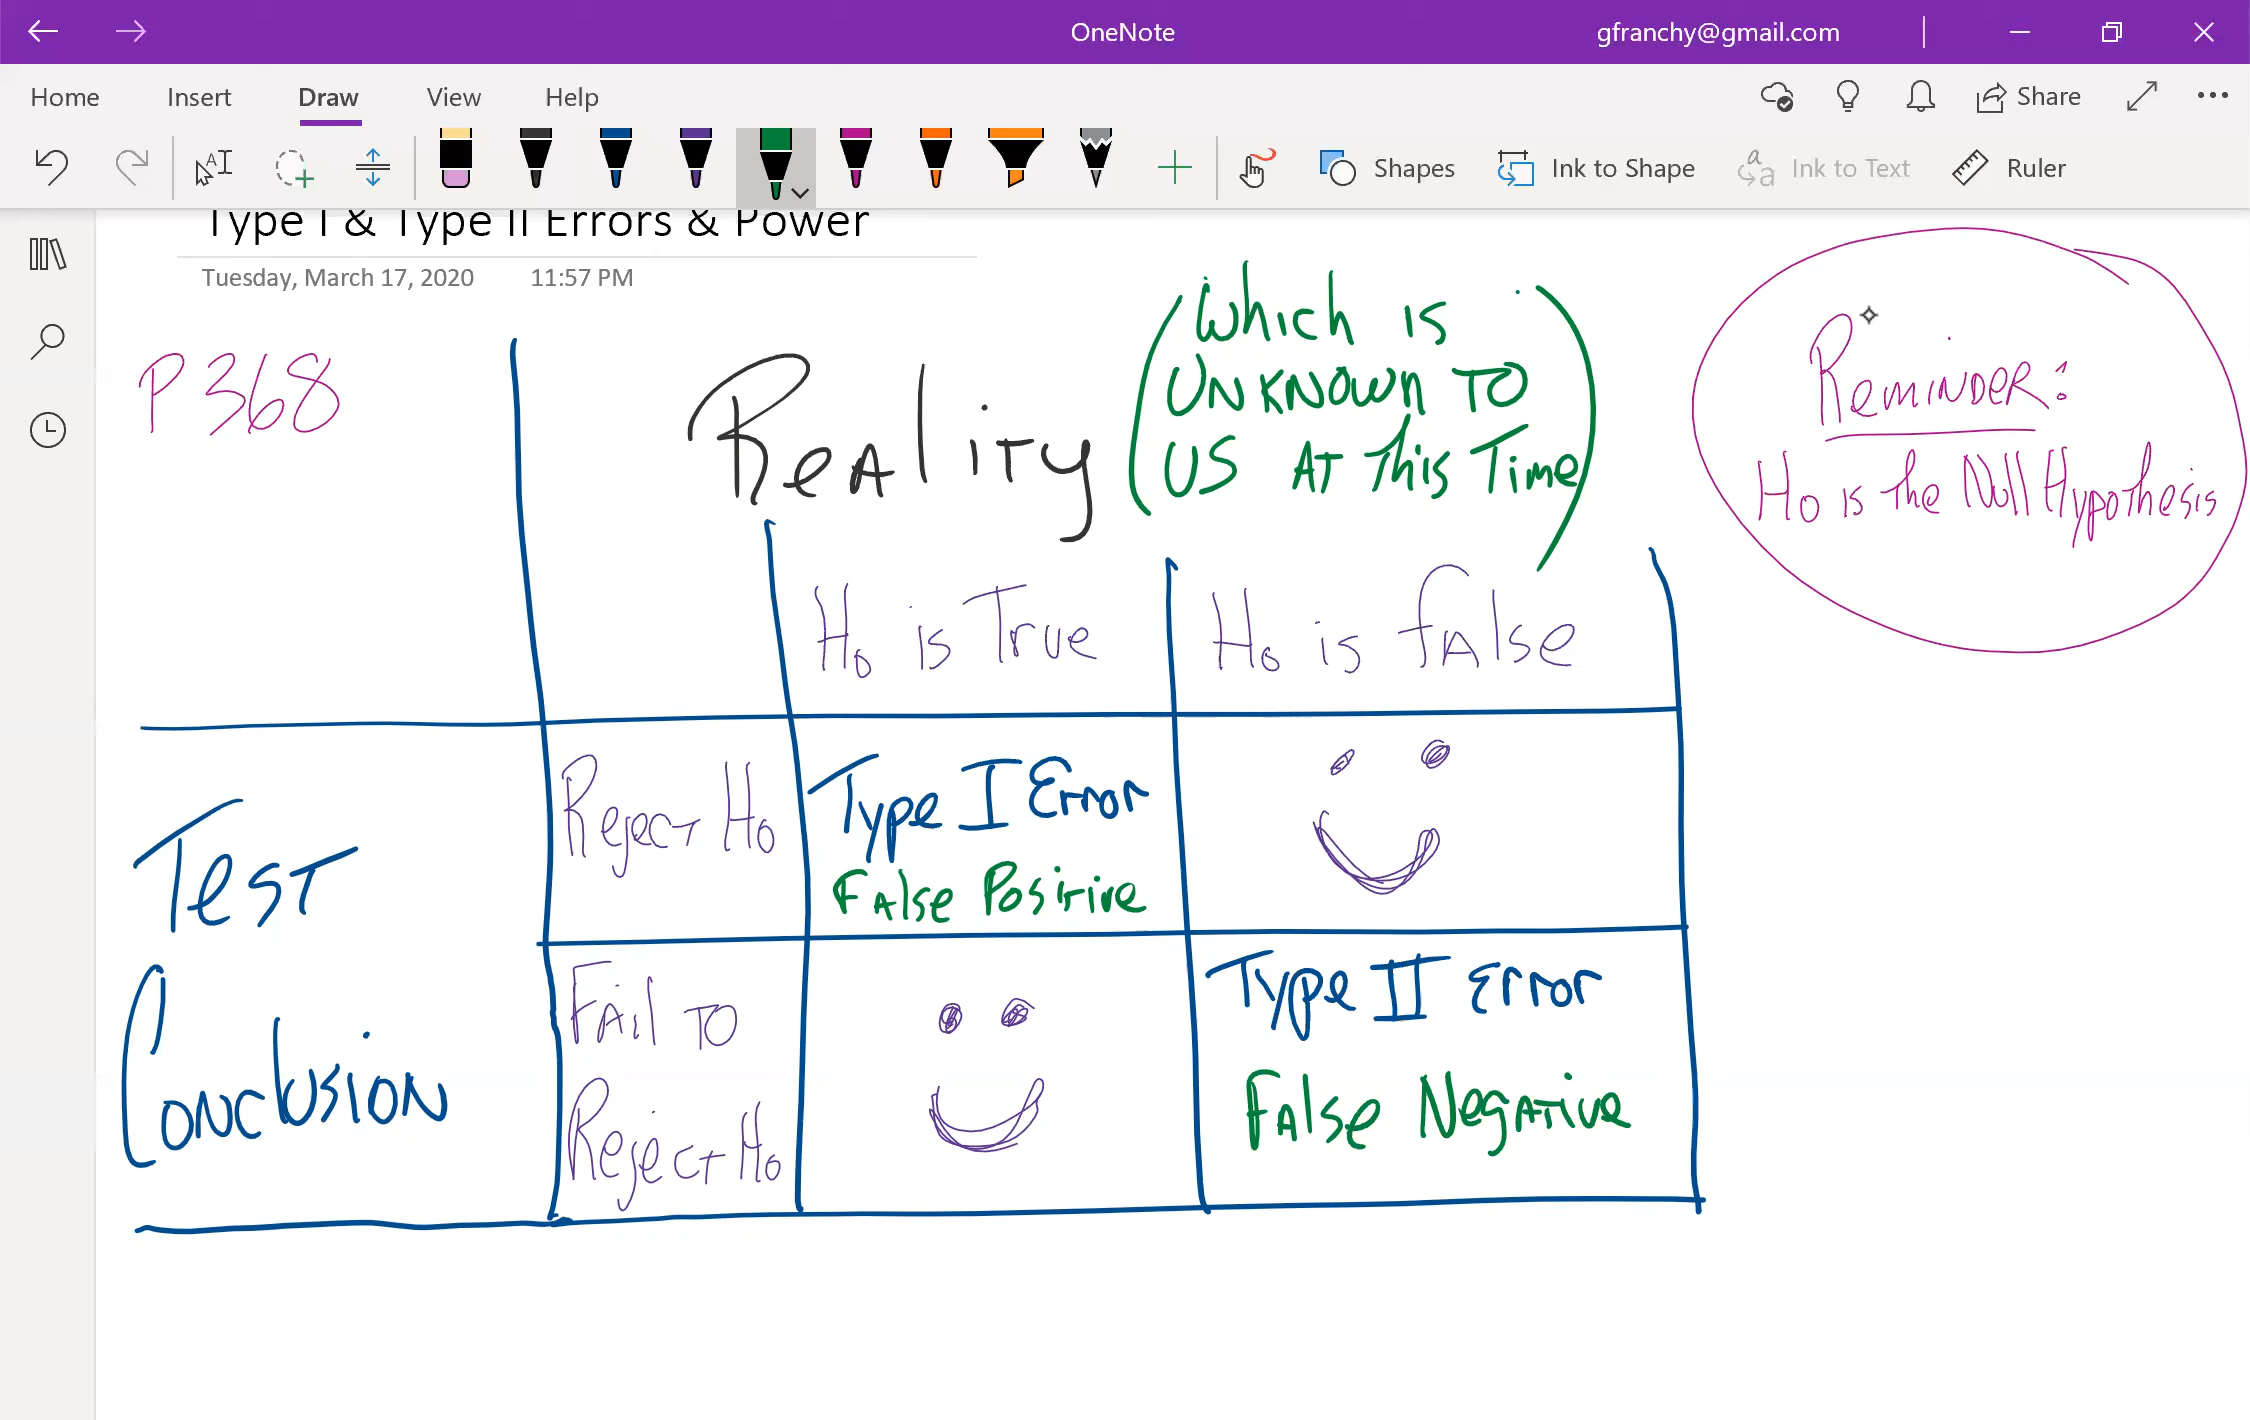 OneNote
gfranchy@gmail.com
Home Insert Draw View Help
Share
Shapes Ink to Shape Ink to Text Ruler
Type I & Type II Errors & Power
Tuesday, March 17, 2020 11:57 PM
P 368
Reality
(Which is
UNKNOWN TO
US AT This Time)
Reminder:
Ho is the Null Hypothesis
Ho is True
Ho is false
Test
Conclusion
Reject Ho
Type I Error
False Positive
Fail To
Reject Ho
Type II Error
False Negative